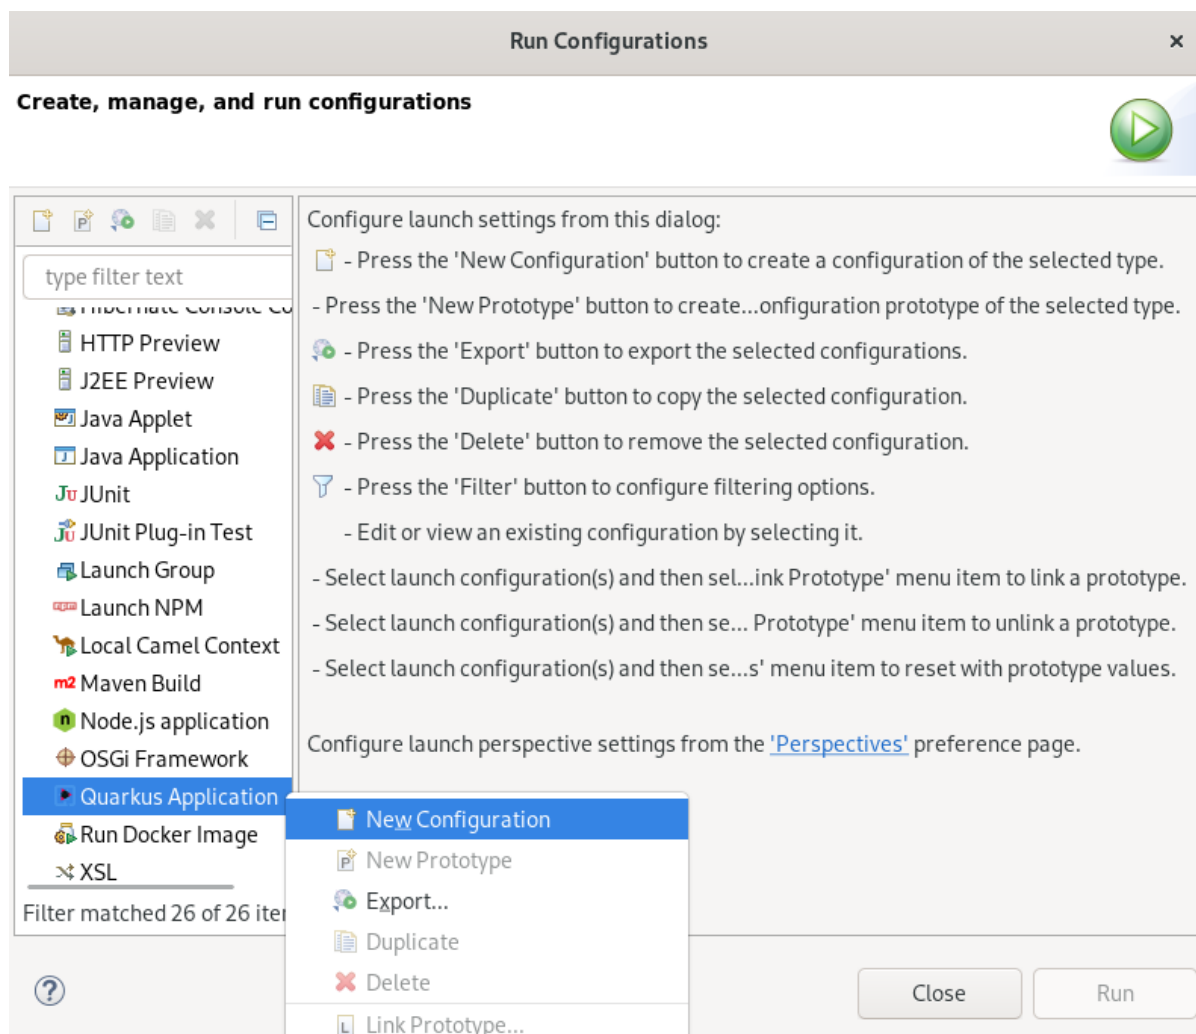 Run Configurations
Create, manage, and run configurations
type filter text
Hibernate Console Co
HTTP Preview
J2EE Preview
Java Applet
Java Application
JUnit
JUnit Plug-in Test
Launch Group
Launch NPM
Local Camel Context
m2 Maven Build
Node.js application
OSGi Framework
Quarkus Application
Run Docker Image
XSL
Filter matched 26 of 26 iter
Configure launch settings from this dialog:
- Press the 'New Configuration' button to create a configuration of the selected type.
- Press the 'New Prototype' button to create...onfiguration prototype of the selected type.
- Press the 'Export' button to export the selected configurations.
- Press the 'Duplicate' button to copy the selected configuration.
- Press the 'Delete' button to remove the selected configuration.
- Press the 'Filter' button to configure filtering options.
- Edit or view an existing configuration by selecting it.
- Select launch configuration(s) and then sel...ink Prototype' menu item to link a prototype.
- Select launch configuration(s) and then se... Prototype' menu item to unlink a prototype.
- Select launch configuration(s) and then se...s' menu item to reset with prototype values.
Configure launch perspective settings from the 'Perspectives' preference page.
New Configuration
New Prototype
Export...
Duplicate
Delete
Link Prototype...
Close
Run